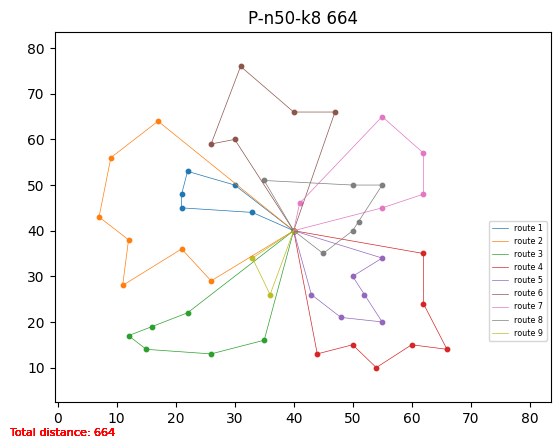 P-n50-k8 664
80
70
60
50
40
30
20
10
0 10 20 30 40 50 60 70 80
route 1
route 2
route 3
route 4
route 5
route 6
route 7
route 8
route 9
Total distance: 664